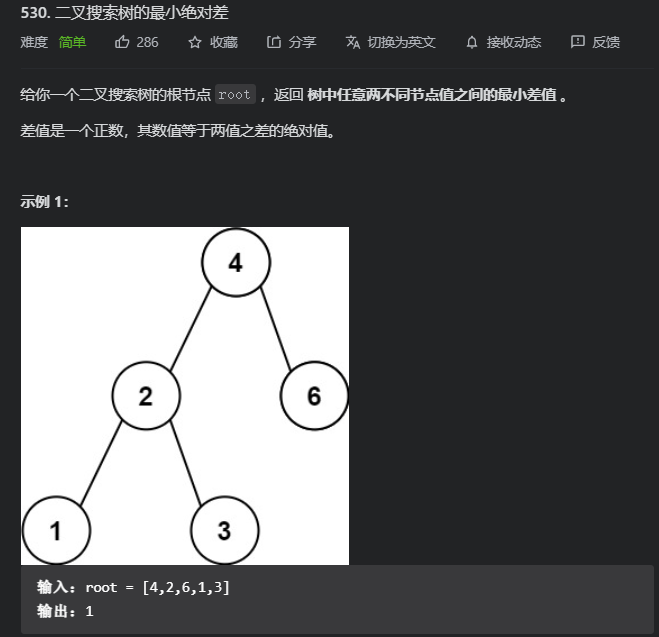 530. 二叉搜索树的最小绝对差
难度 简单 286 收藏 分享 切换为英文 接收动态 反馈
给你一个二叉搜索树的根节点 root ，返回 树中任意两不同节点值之间的最小差值 。
差值是一个正数，其数值等于两值之差的绝对值。
示例 1：
4
2 6
1 3
输入：root = [4,2,6,1,3]
输出：1